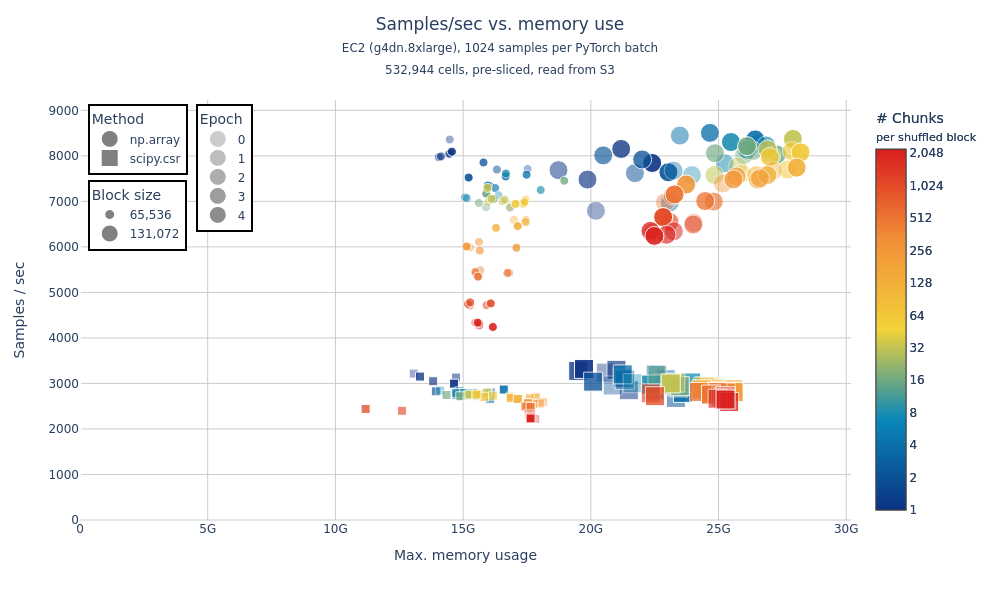 Samples/sec vs. memory use
EC2 (g4dn.8xlarge), 1024 samples per PyTorch batch
532,944 cells, pre-sliced, read from S3
Method
np.array
scipy.csr
Block size
65,536
131,072
Epoch
0
1
2
3
4
Samples / sec
9000
8000
7000
6000
5000
4000
3000
2000
1000
0
0
5G
10G
15G
20G
25G
30G
Max. memory usage
# Chunks
per shuffled block
2,048
1,024
512
256
128
64
32
16
8
4
2
1